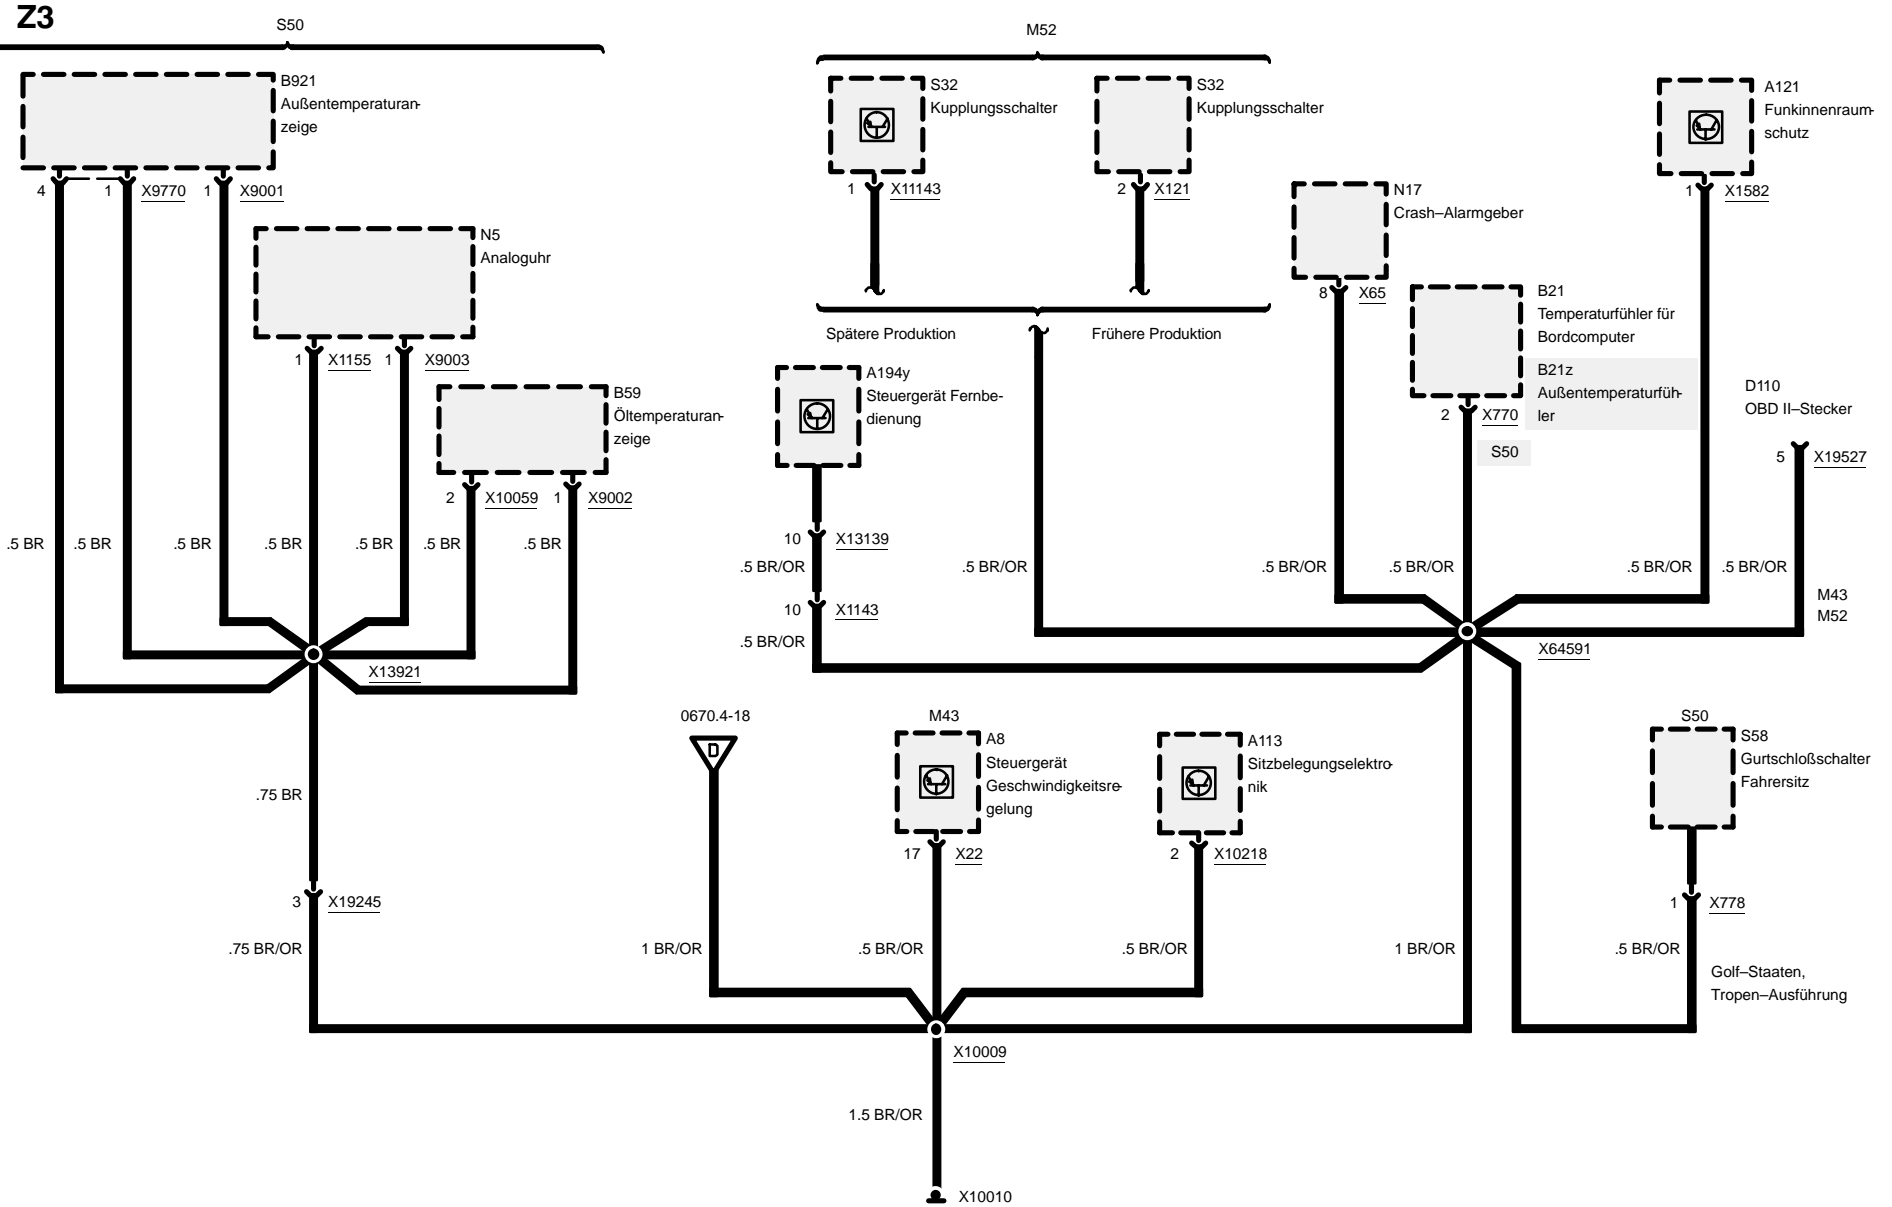 Z3
S50
M52
B921
Außentemperaturan-
zeige
4
1
X9770
1
X9001
N5
Analoguhr
1
X1155
1
X9003
B59
Öltemperaturan-
zeige
2
X10059
1
X9002
.5 BR
.5 BR
.5 BR
.5 BR
.5 BR
.5 BR
.5 BR
X13921
.75 BR
3
X19245
.75 BR/OR
S32
Kupplungsschalter
1
X11143
S32
Kupplungsschalter
2
X121
Spätere Produktion
Frühere Produktion
A194y
Steuergerät Fernbe-
dienung
10
X13139
.5 BR/OR
10
X1143
.5 BR/OR
.5 BR/OR
N17
Crash–Alarmgeber
8
X65
.5 BR/OR
B21
Temperaturfühler für
Bordcomputer
B21z
Außentemperaturfüh-
ler
2
X770
S50
.5 BR/OR
A121
Funkinnenraum-
schutz
1
X1582
.5 BR/OR
D110
OBD II–Stecker
5
X19527
.5 BR/OR
M43
M52
X64591
0670.4-18
D
1 BR/OR
M43
A8
Steuergerät
Geschwindigkeitsre-
gelung
17
X22
.5 BR/OR
A113
Sitzbelegungselektro-
nik
2
X10218
.5 BR/OR
1 BR/OR
S50
S58
Gurtschloßschalter
Fahrersitz
1
X778
.5 BR/OR
Golf–Staaten,
Tropen–Ausführung
X10009
1.5 BR/OR
X10010